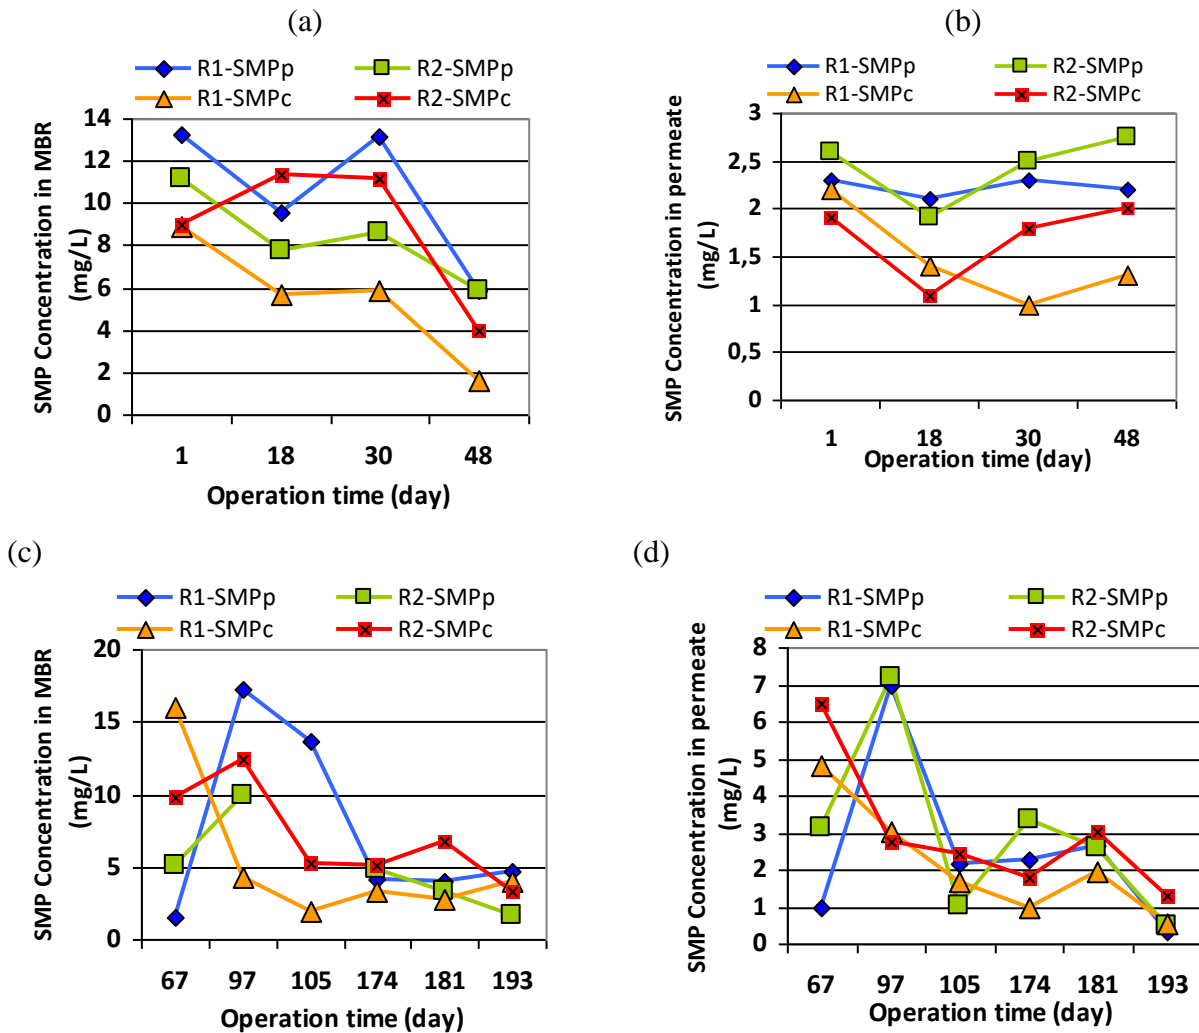 (a)
R1-SMPp R2-SMPp
R1-SMPc R2-SMPc
SMP Concentration in MBR
(mg/L)
14
12
10
8
6
4
2
0
1 18 30 48
Operation time (day)
(b)
R1-SMPp R2-SMPp
R1-SMPc R2-SMPc
SMP Concentration in permeate
(mg/L)
3
2,5
2
1,5
1
0,5
0
1 18 30 48
Operation time (day)
(c)
R1-SMPp R2-SMPp
R1-SMPc R2-SMPc
SMP Concentration in MBR
(mg/L)
20
15
10
5
0
67 97 105 174 181 193
Operation time (day)
(d)
R1-SMPp R2-SMPp
R1-SMPc R2-SMPc
SMP Concentration in permeate
(mg/L)
8
7
6
5
4
3
2
1
0
67 97 105 174 181 193
Operation time (day)